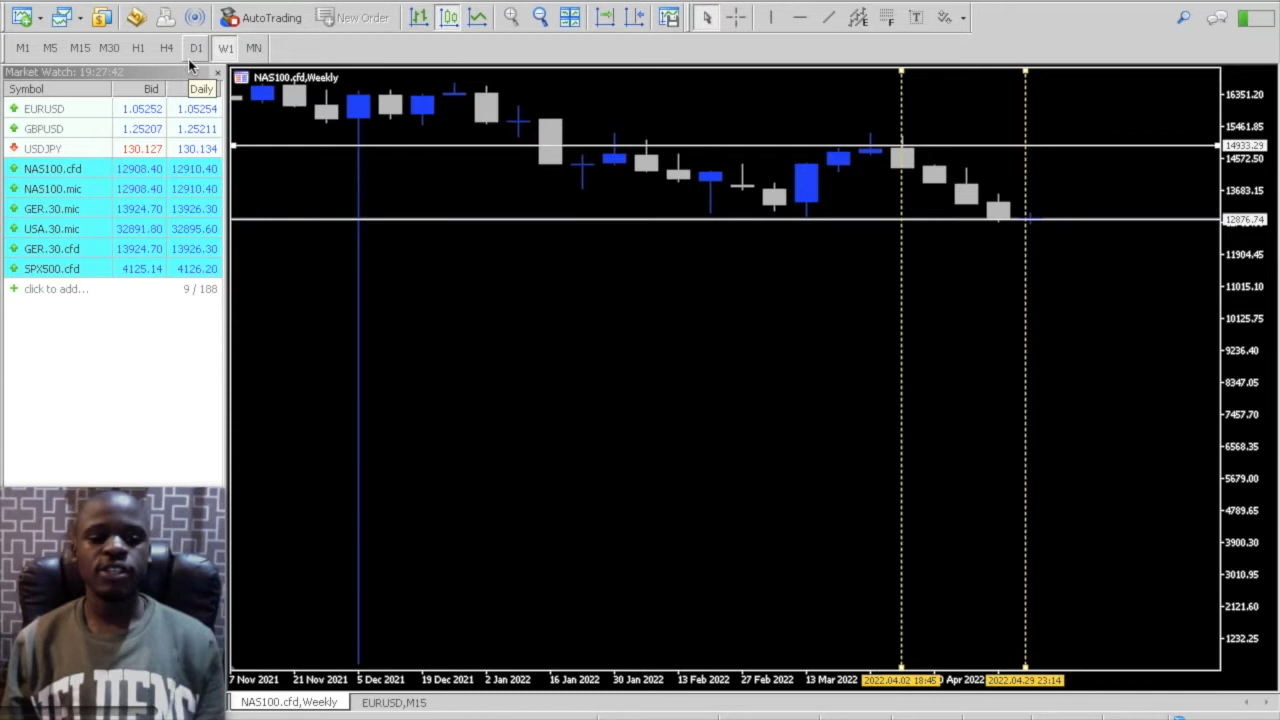 AutoTrading New Order
M1 M5 M15 M30 H1 H4 D1 W1 MN
Market Watch: 19:27:42
Daily
Symbol Bid
EURUSD 1.05252 1.05254
GBPUSD 1.25207 1.25211
USDJPY 130.127 130.134
NAS100.cfd 12908.40 12910.40
NAS100.mic 12908.40 12910.40
GER.30.mic 13924.70 13926.30
USA.30.mic 32891.80 32895.60
GER.30.cfd 13924.70 13926.30
SPX500.cfd 4125.14 4126.20
click to add... 9 / 188
NAS100.cfd,Weekly
16351.20
15461.85
14933.29
14572.50
13683.15
12876.74
11904.45
11015.10
10125.75
9236.40
8347.05
7457.70
6568.35
5679.00
4789.65
3900.30
3010.95
2121.60
1232.25
7 Nov 2021 21 Nov 2021 5 Dec 2021 19 Dec 2021 2 Jan 2022 16 Jan 2022 30 Jan 2022 13 Feb 2022 27 Feb 2022 13 Mar 2022 2022.04.02 18:45 0 Apr 2022 2022.04.29 23:14
NAS100.cfd,Weekly EURUSD,M15